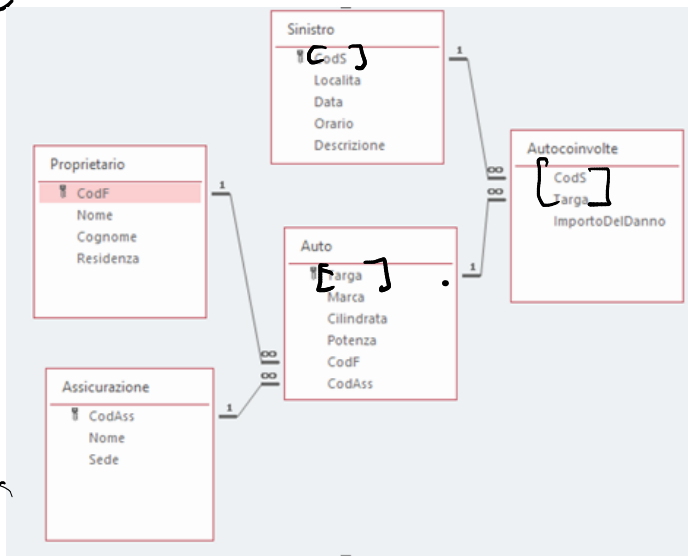 Sinistro
CodS
Localita
Data
Orario
Descrizione
1
Proprietario
CodF
Nome
Cognome
Residenza
1
Autocoinvolte
CodS
Targa
ImportoDelDanno
∞
∞
Auto
Targa
Marca
Cilindrata
Potenza
CodF
CodAss
1
∞
∞
Assicurazione
CodAss
Nome
Sede
1